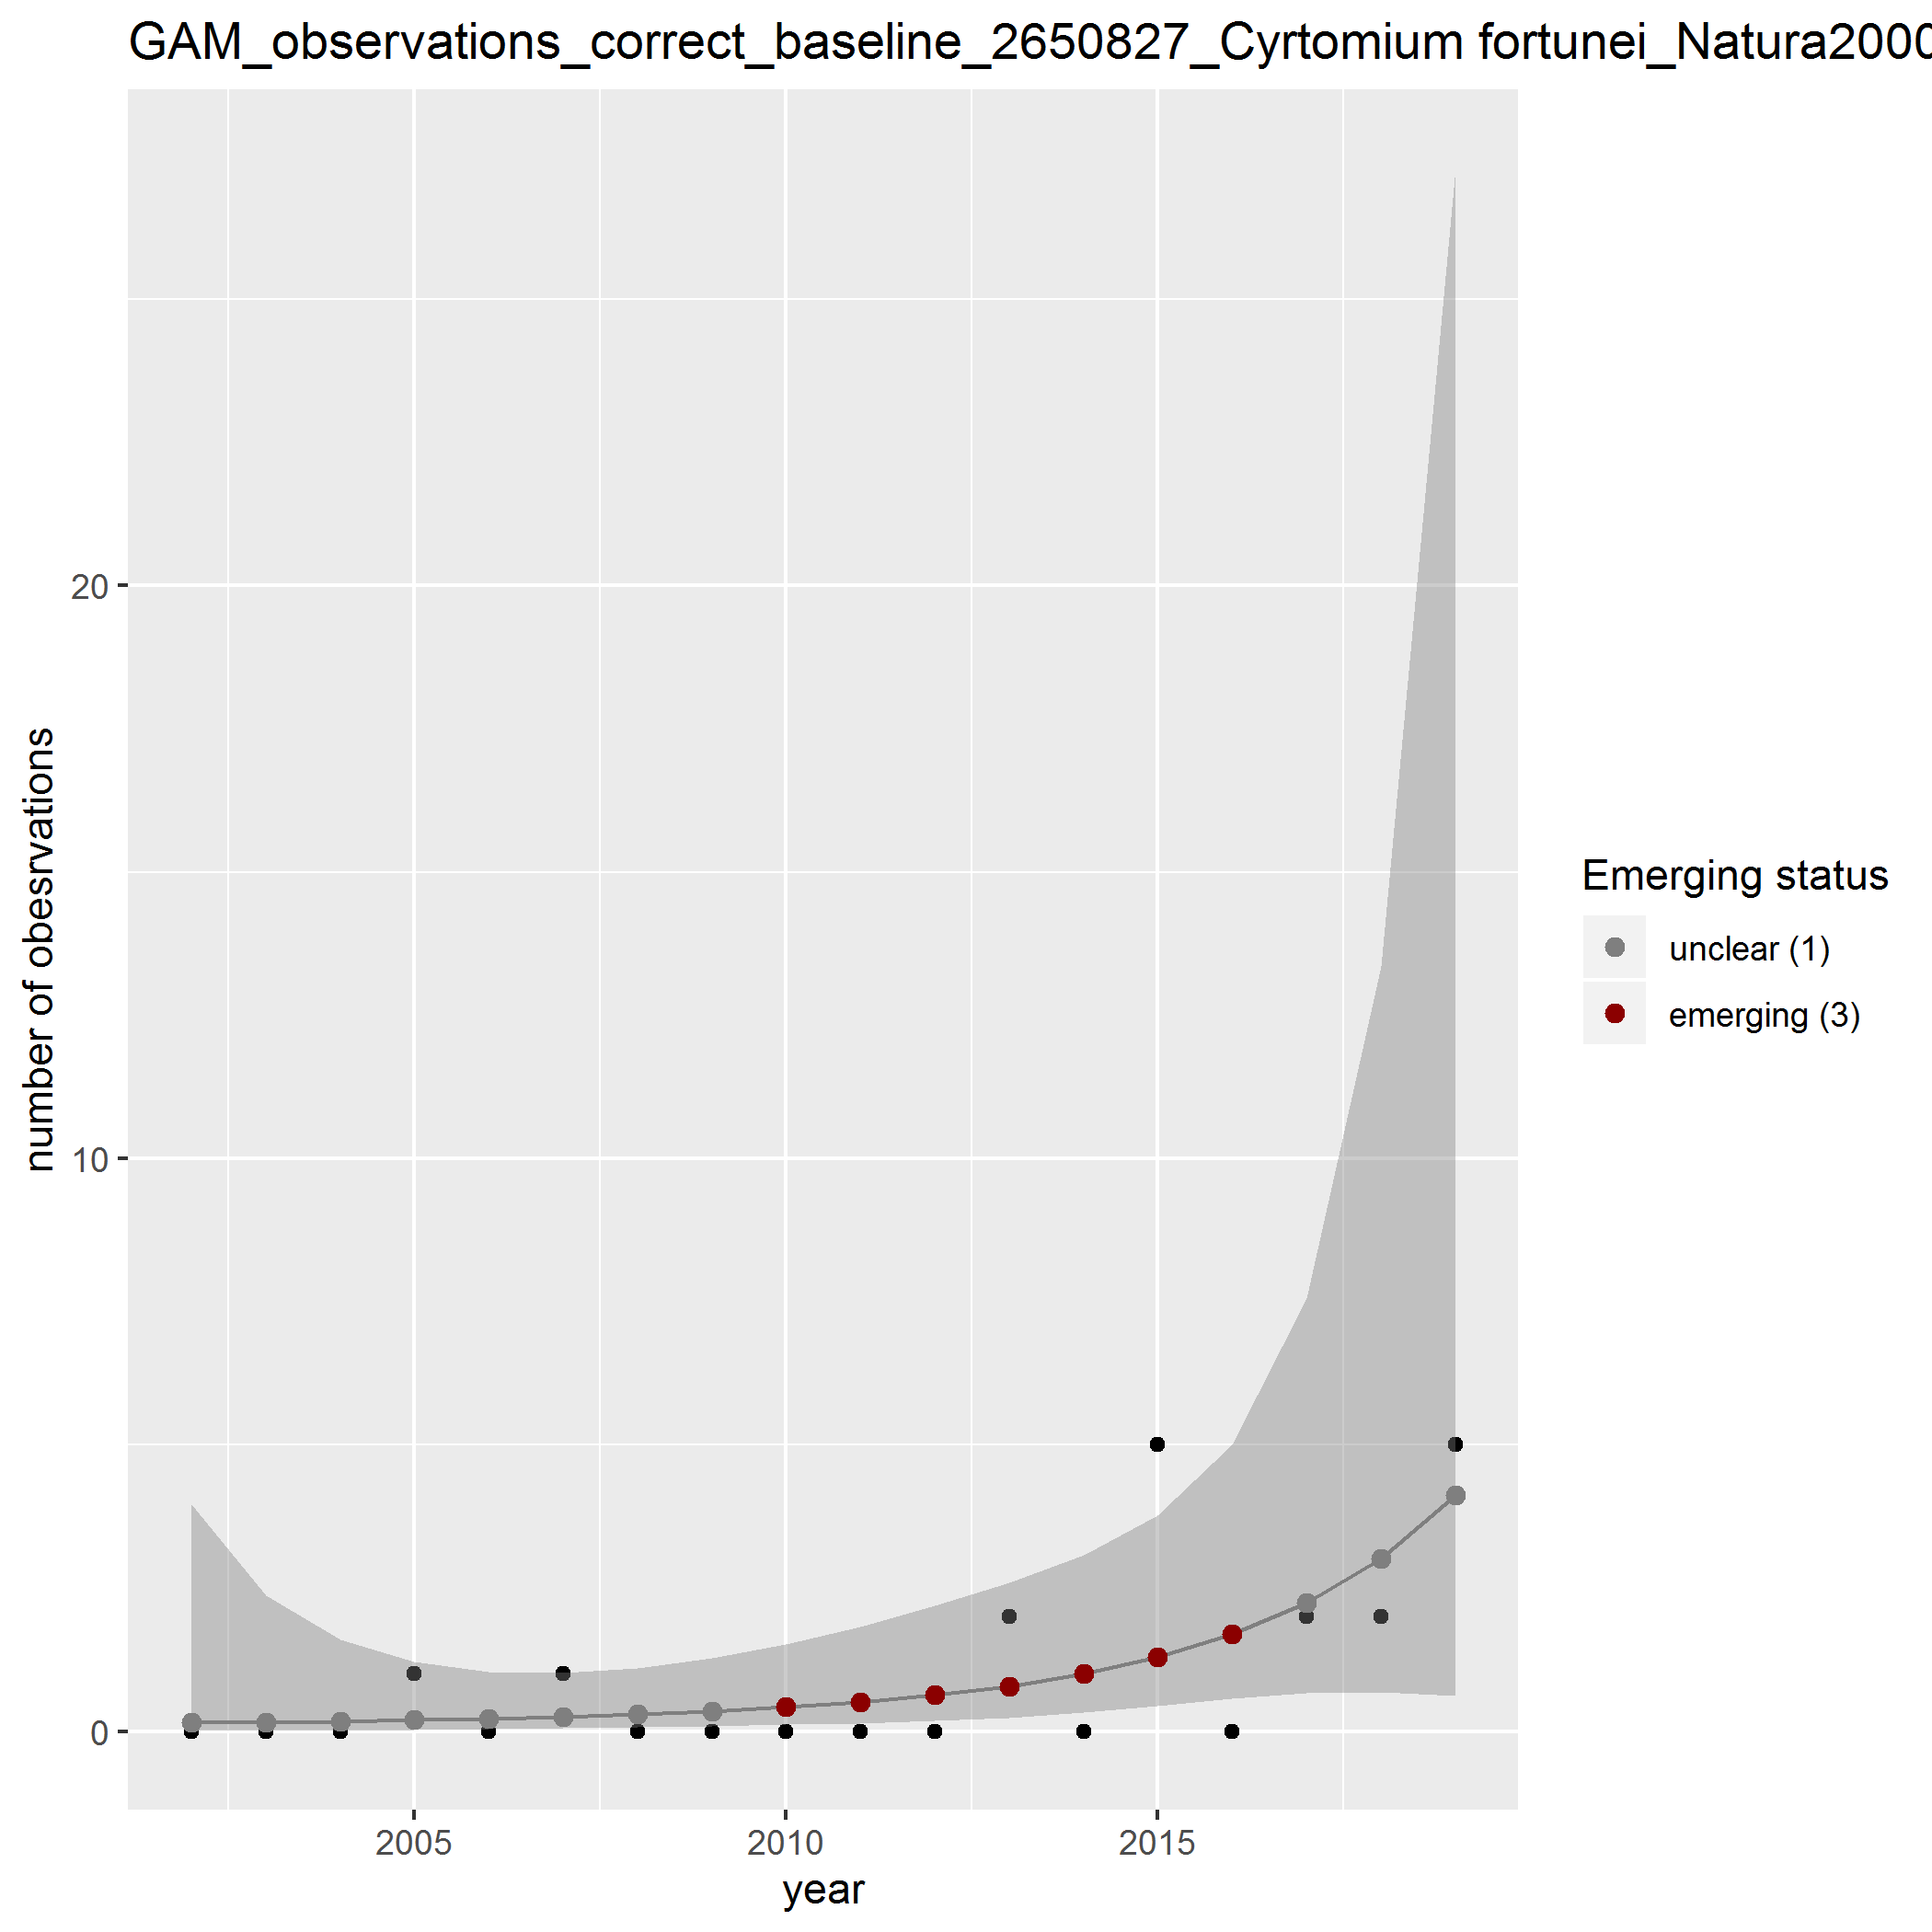 GAM_observations_correct_baseline_2650827_Cyrtomium fortunei_Natura2000
number of obesrvations
20
10
0
2005
2010
2015
year
Emerging status
unclear (1)
emerging (3)